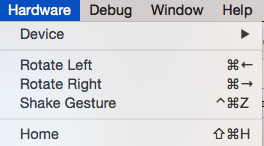 Hardware Debug Window Help
Device ▶
Rotate Left ⌘←
Rotate Right ⌘→
Shake Gesture ^⌘Z
Home ⇧⌘H